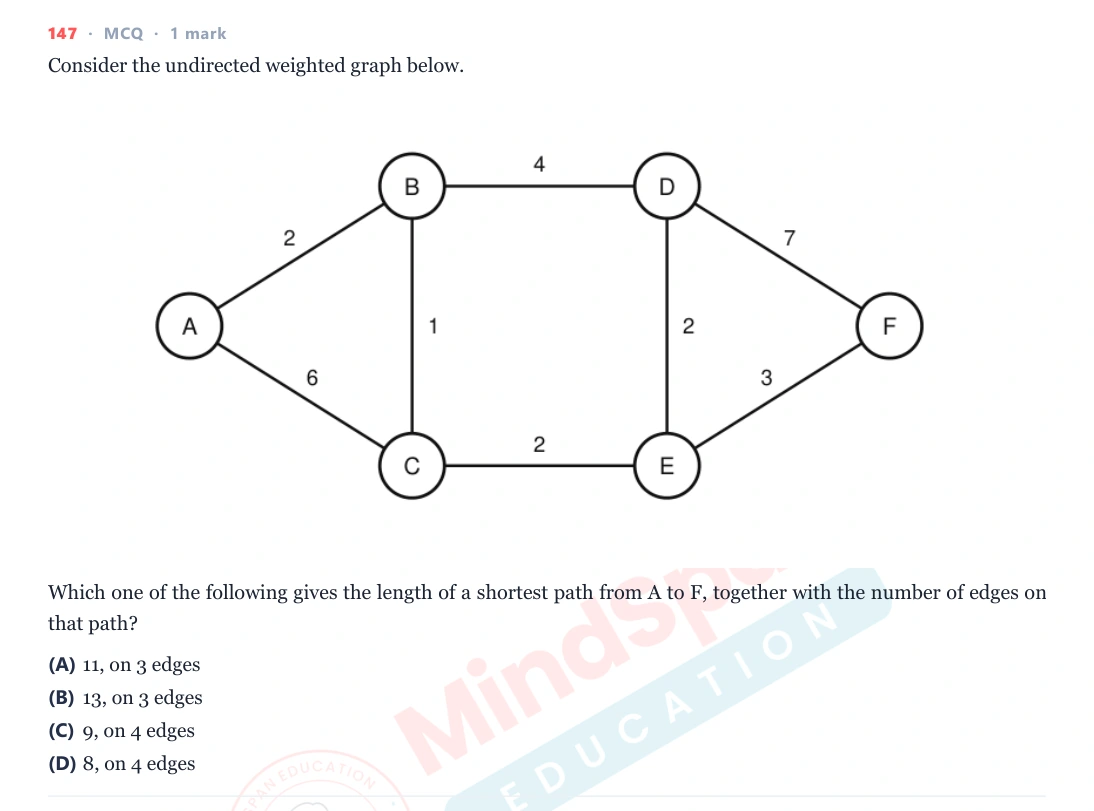 147 · MCQ · 1 mark
Consider the undirected weighted graph below.
4
B
D
2
7
A
1
2
F
6
3
2
C
E
Which one of the following gives the length of a shortest path from A to F, together with the number of edges on
that path?
(A) 11, on 3 edges
(B) 13, on 3 edges
(C) 9, on 4 edges
(D) 8, on 4 edges
EDUCATION
EDUCATION